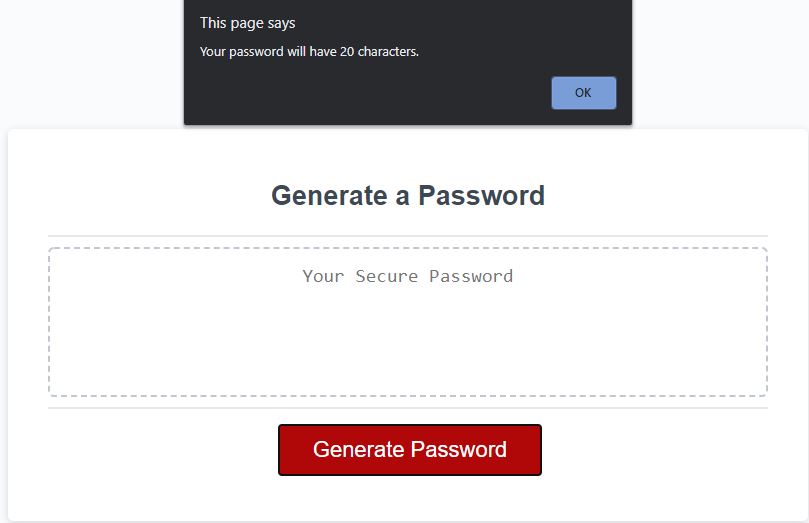 This page says
Your password will have 20 characters.
OK
Generate a Password
Your Secure Password
Generate Password